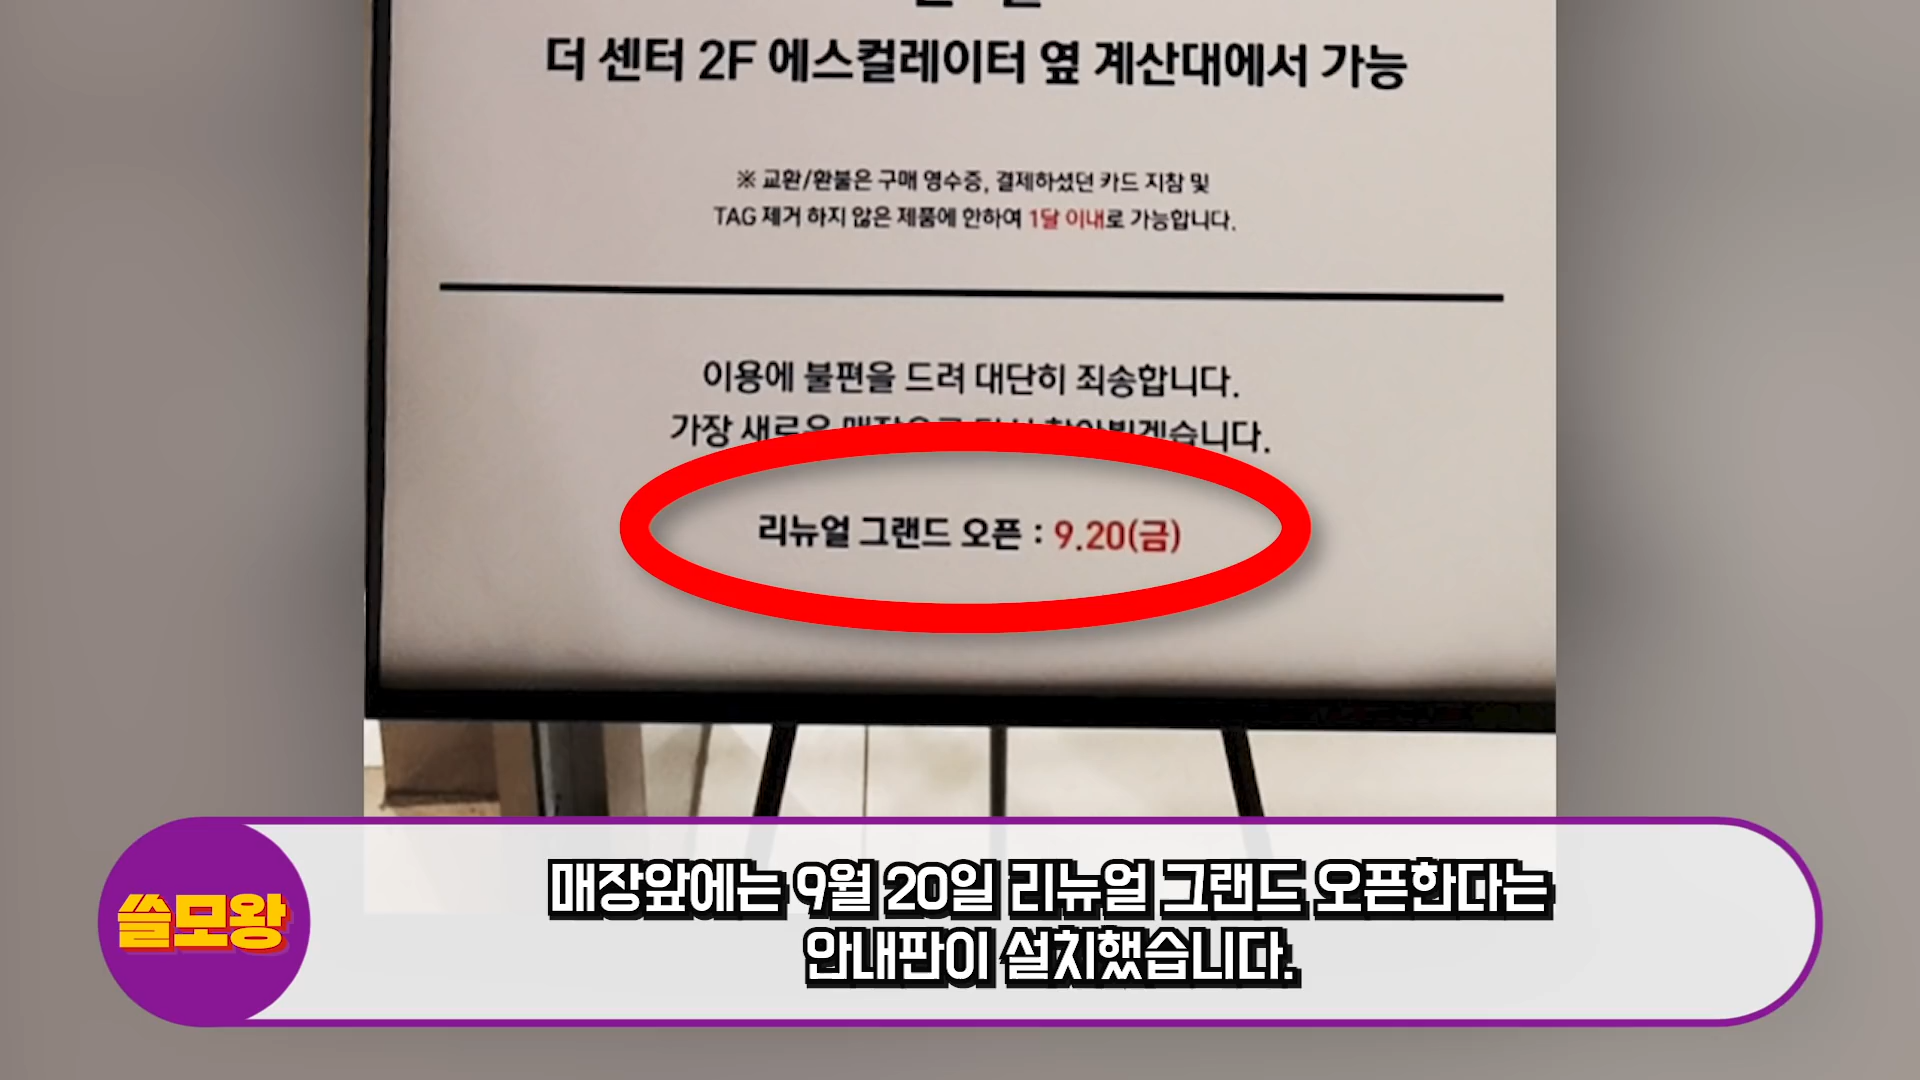 더 센터 2F 에스컬레이터 옆 계산대에서 가능
※ 교환/환불은 구매 영수증, 결제하셨던 카드 지참 및
TAG 제거 하지 않은 제품에 한하여 1달 이내로 가능합니다.
이용에 불편을 드려 대단히 죄송합니다.
가장 새로운
리뉴얼 그랜드 오픈 : 9.20(금)
쓸모왕
매장앞에는 9월 20일 리뉴얼 그랜드 오픈한다는
안내판이 설치했습니다.